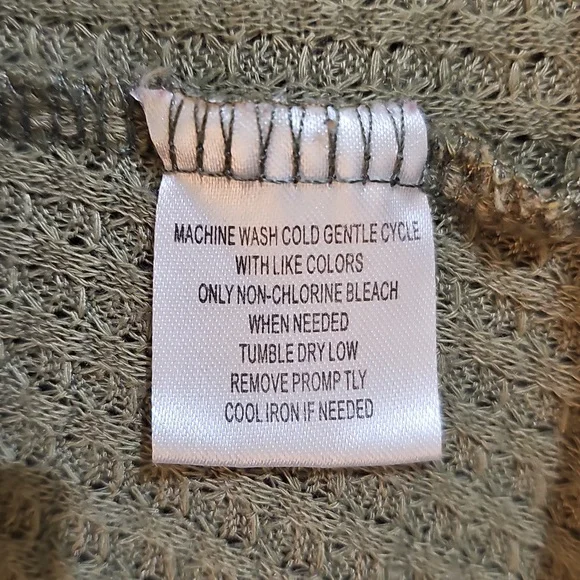 MACHINE WASH COLD GENTLE CYCLE
WITH LIKE COLORS
ONLY NON-CHLORINE BLEACH
WHEN NEEDED
TUMBLE DRY LOW
REMOVE PROMP TLY
COOL IRON IF NEEDED